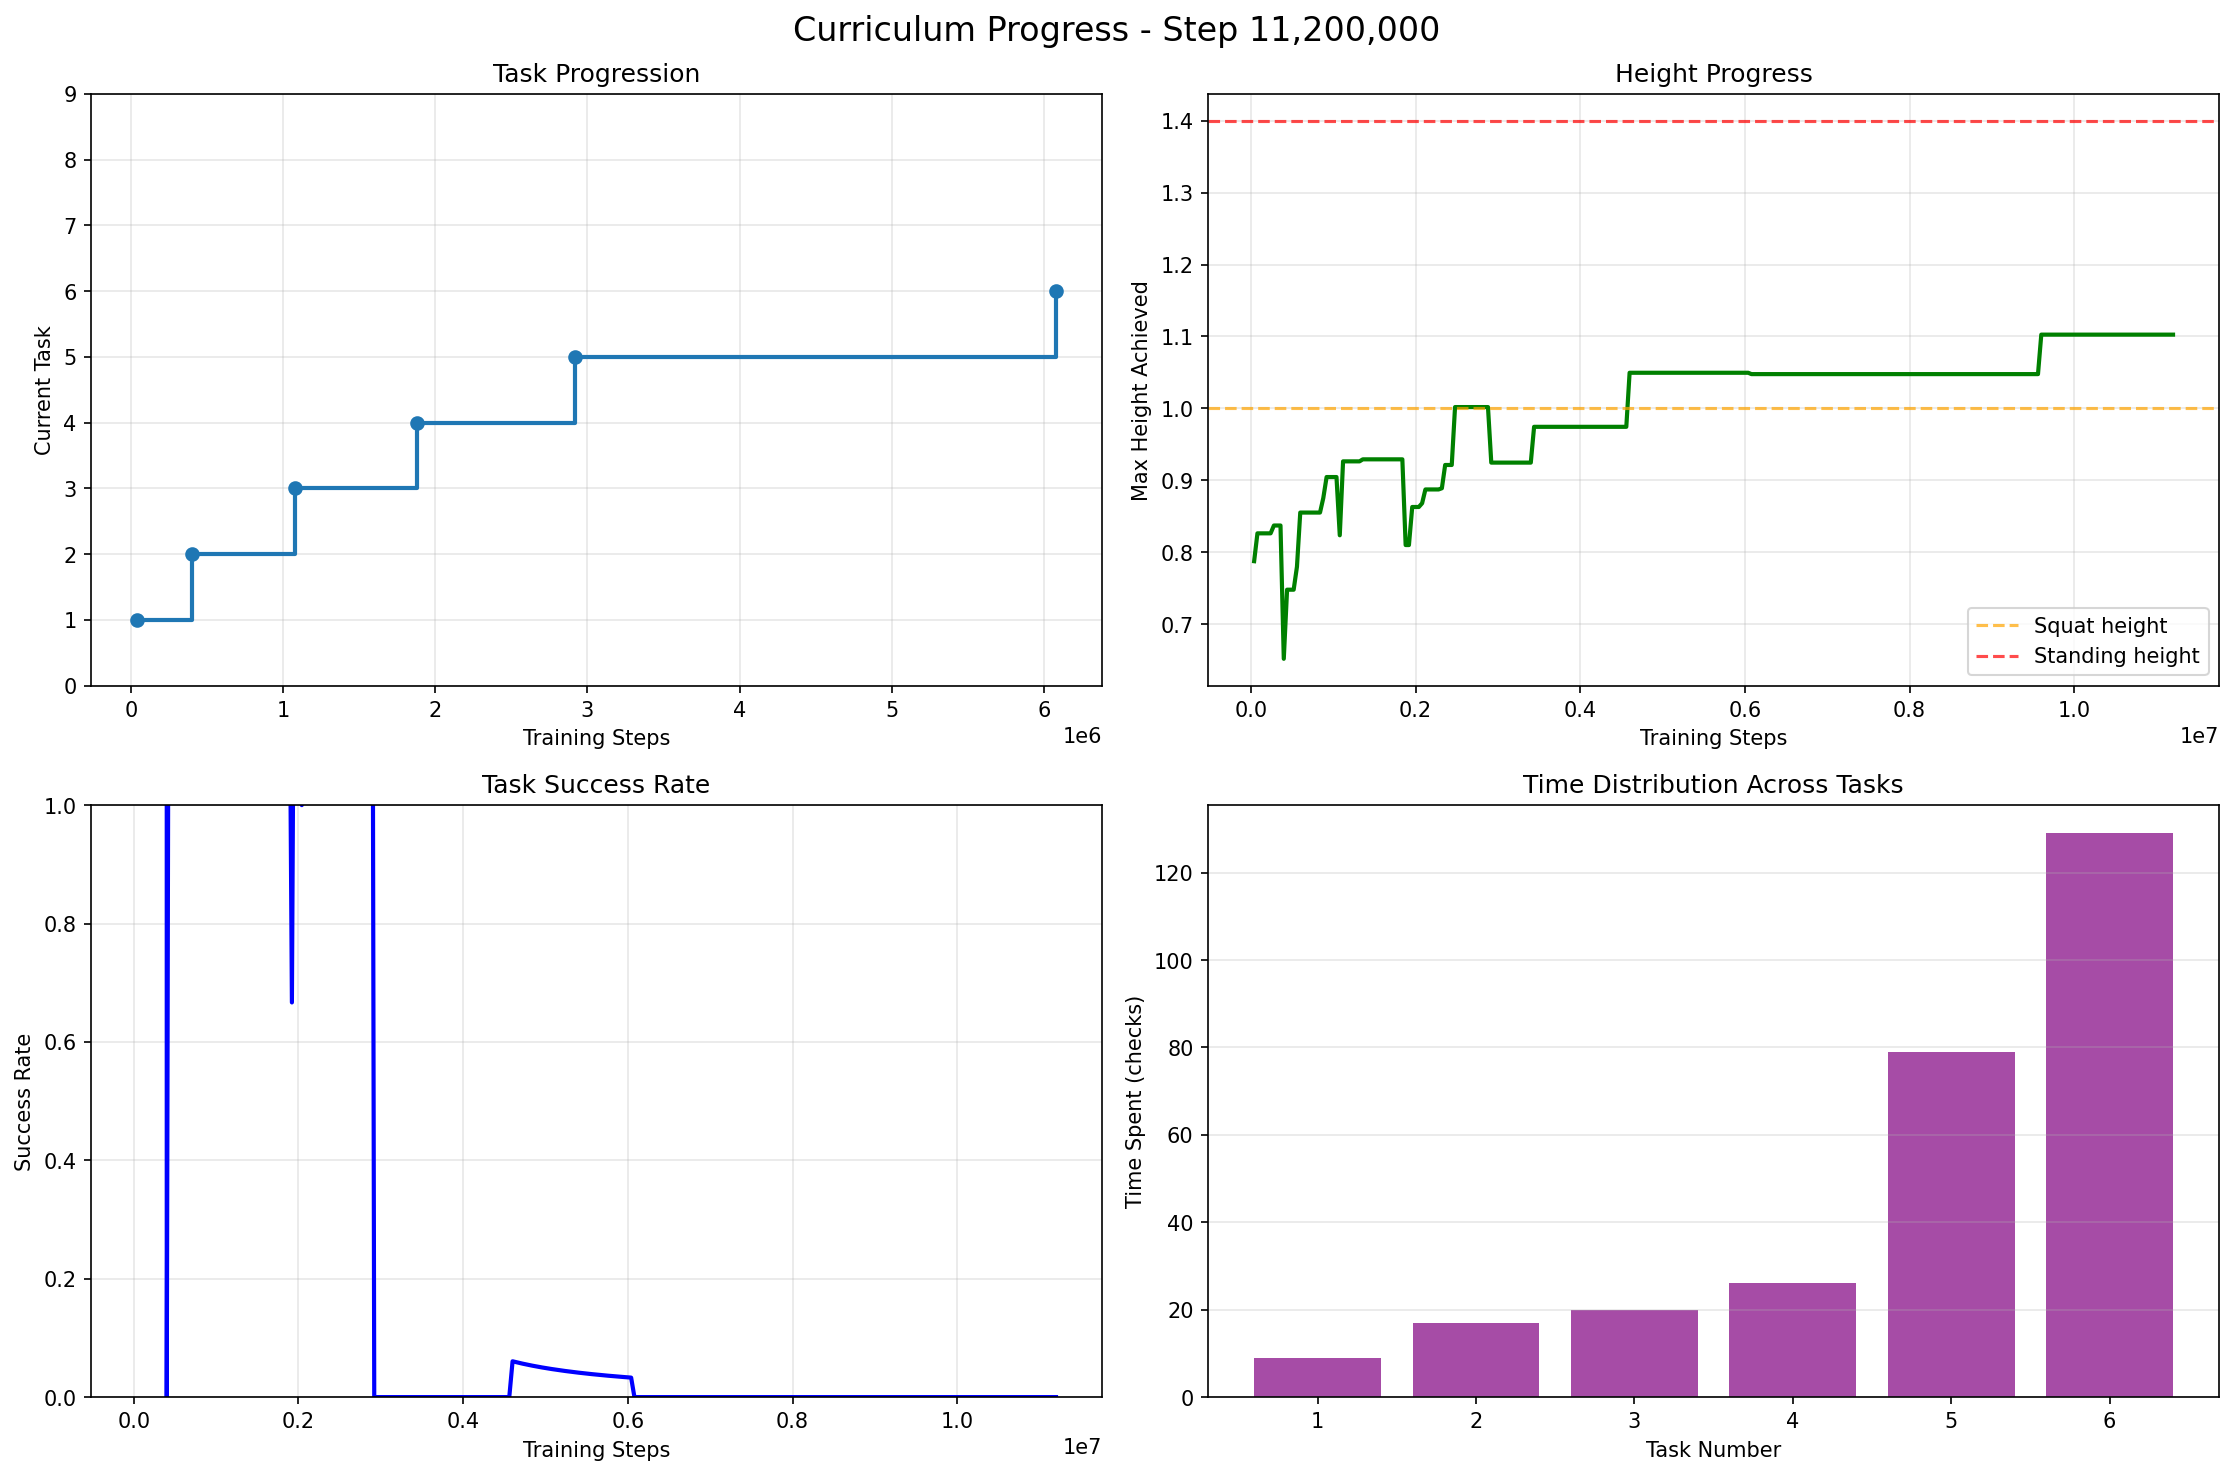 Curriculum Progress - Step 11,200,000
Task Progression
9
8
7
6
5
4
3
2
1
0
Current Task
0 1 2 3 4 5 6
1e6
Training Steps
Height Progress
1.4
1.3
1.2
1.1
1.0
0.9
0.8
0.7
Max Height Achieved
Squat height
Standing height
0.0 0.2 0.4 0.6 0.8 1.0
1e7
Training Steps
Task Success Rate
1.0
0.8
0.6
0.4
0.2
0.0
Success Rate
0.0 0.2 0.4 0.6 0.8 1.0
1e7
Training Steps
Time Distribution Across Tasks
120
100
80
60
40
20
0
Time Spent (checks)
1 2 3 4 5 6
Task Number